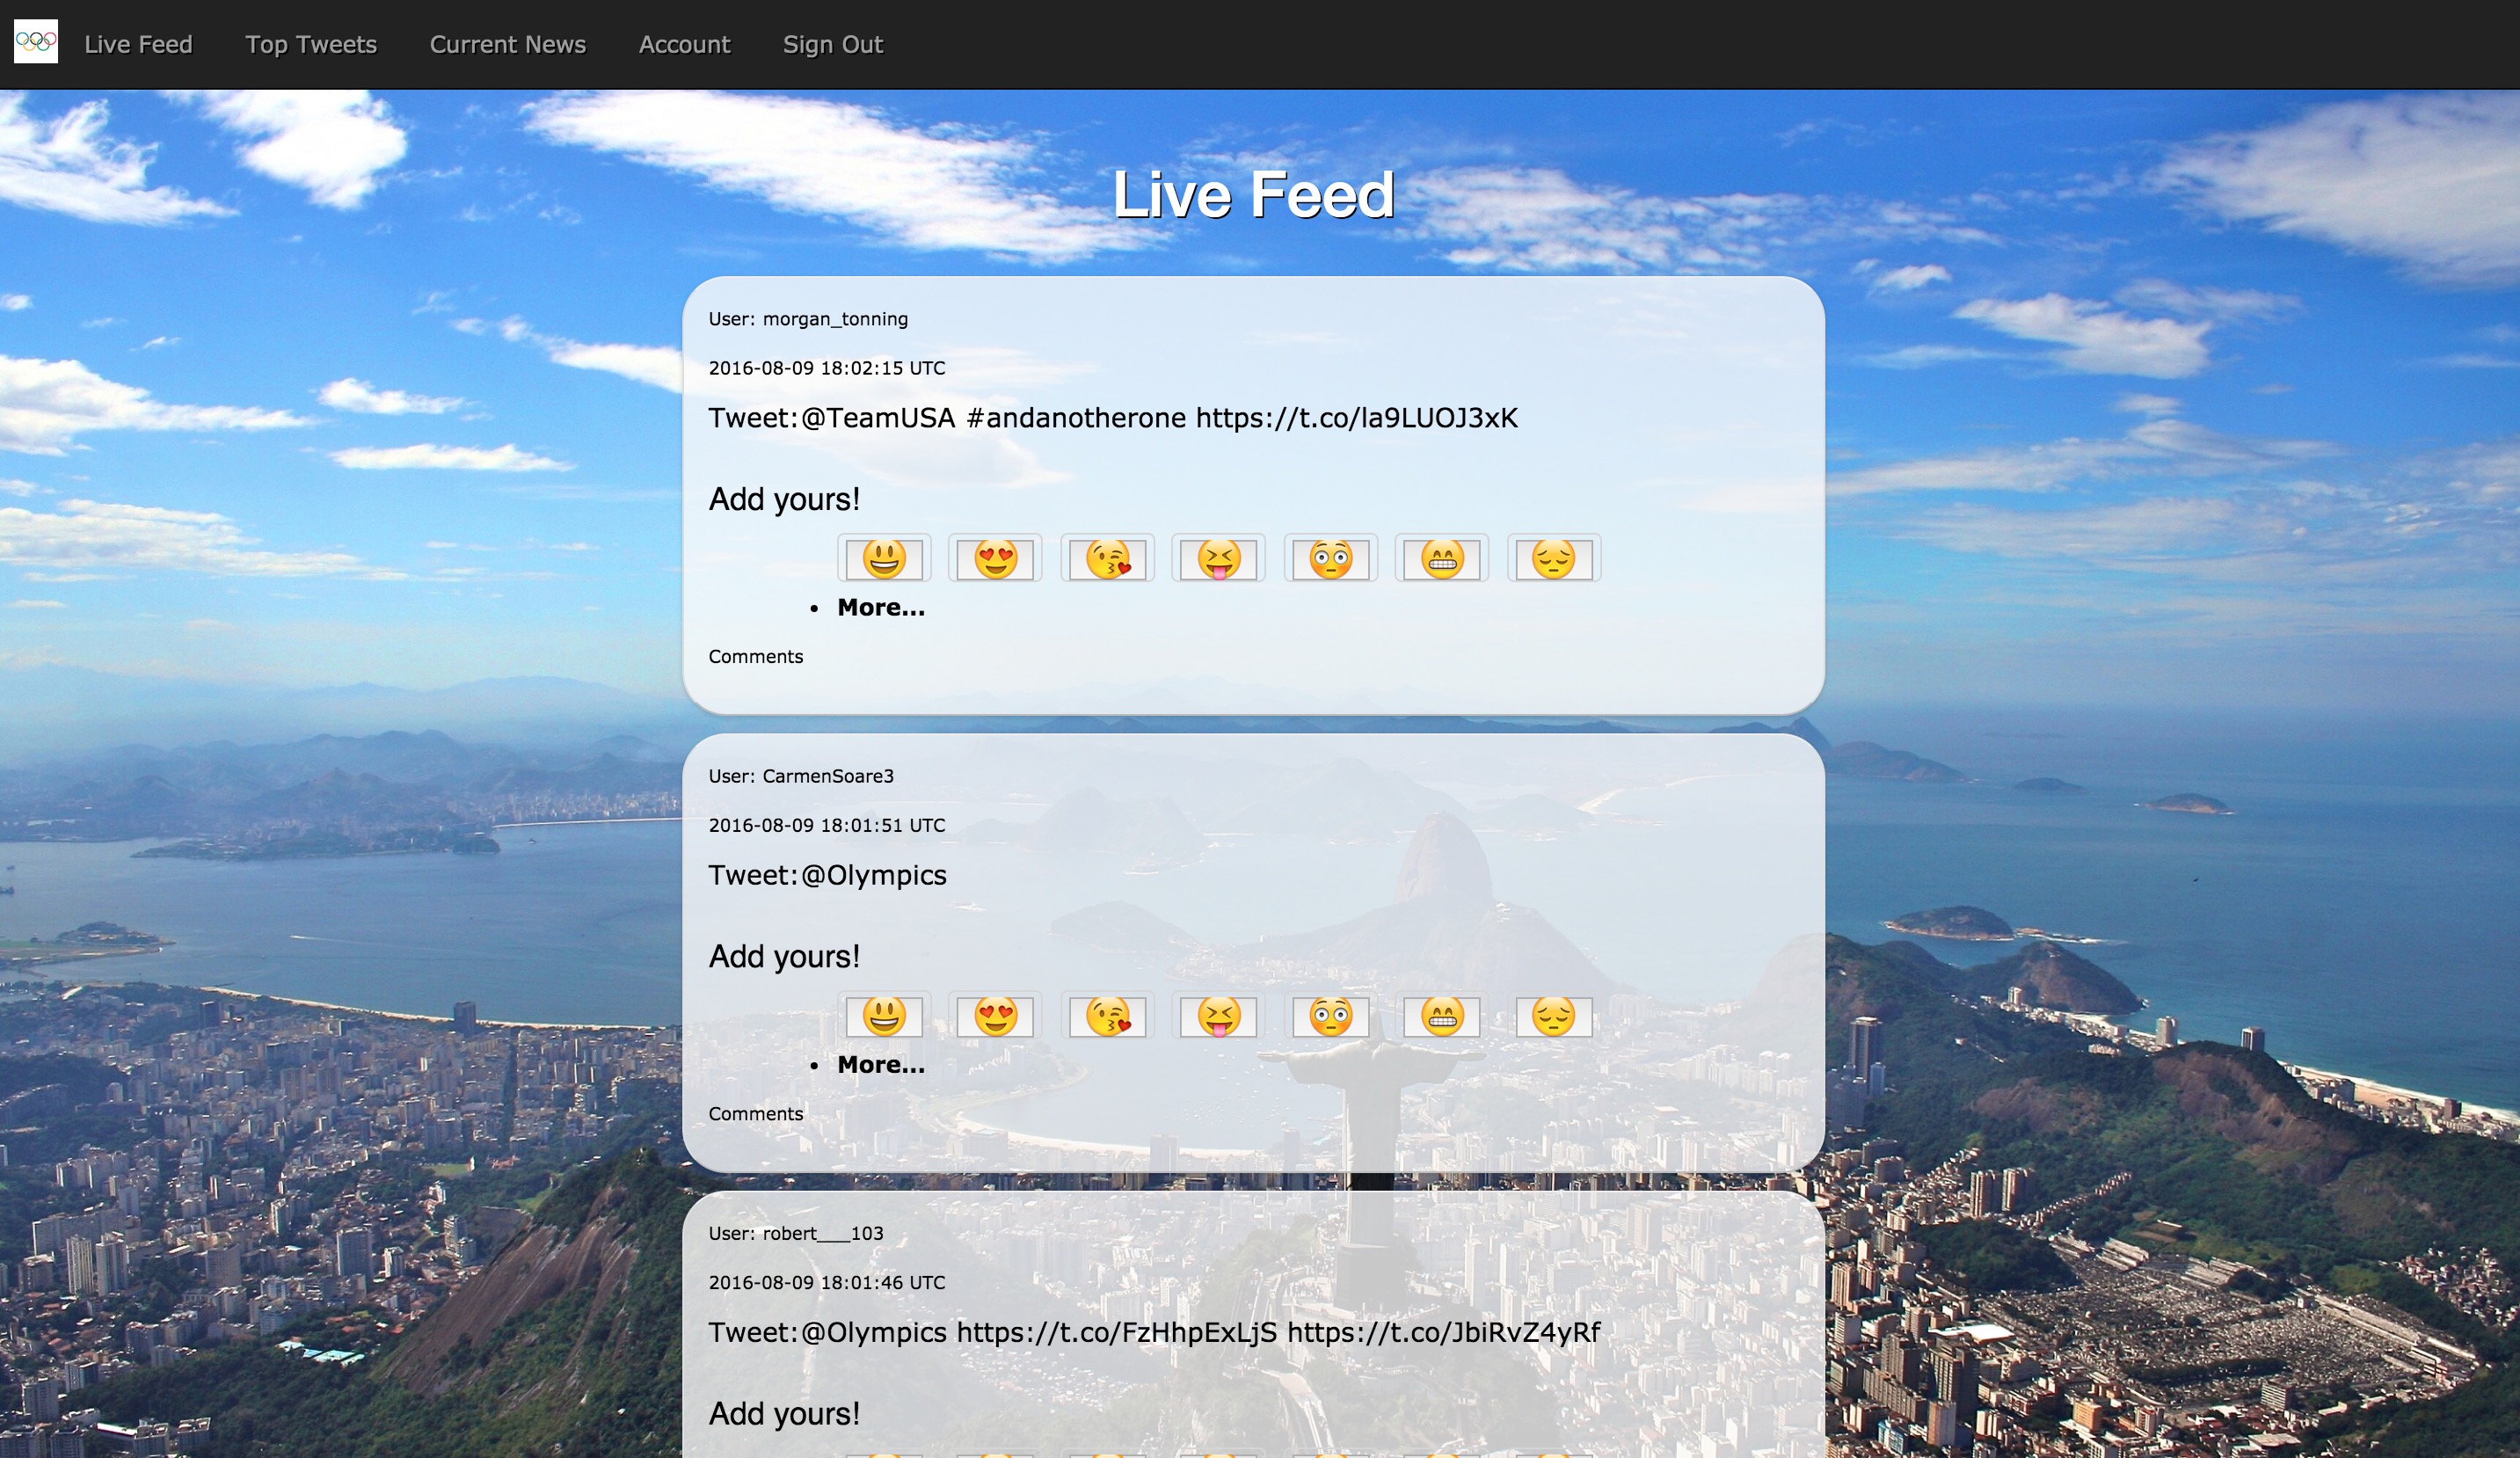 Live Feed Top Tweets Current News Account Sign Out
Live Feed
User: morgan_tonning
2016-08-09 18:02:15 UTC
Tweet:@TeamUSA #andanotherone https://t.co/la9LUOJ3xK
Add yours!
• More...
Comments
User: CarmenSoare3
2016-08-09 18:01:51 UTC
Tweet:@Olympics
Add yours!
• More...
Comments
User: robert___103
2016-08-09 18:01:46 UTC
Tweet:@Olympics https://t.co/FzHhpExLjS https://t.co/JbiRvZ4yRf
Add yours!